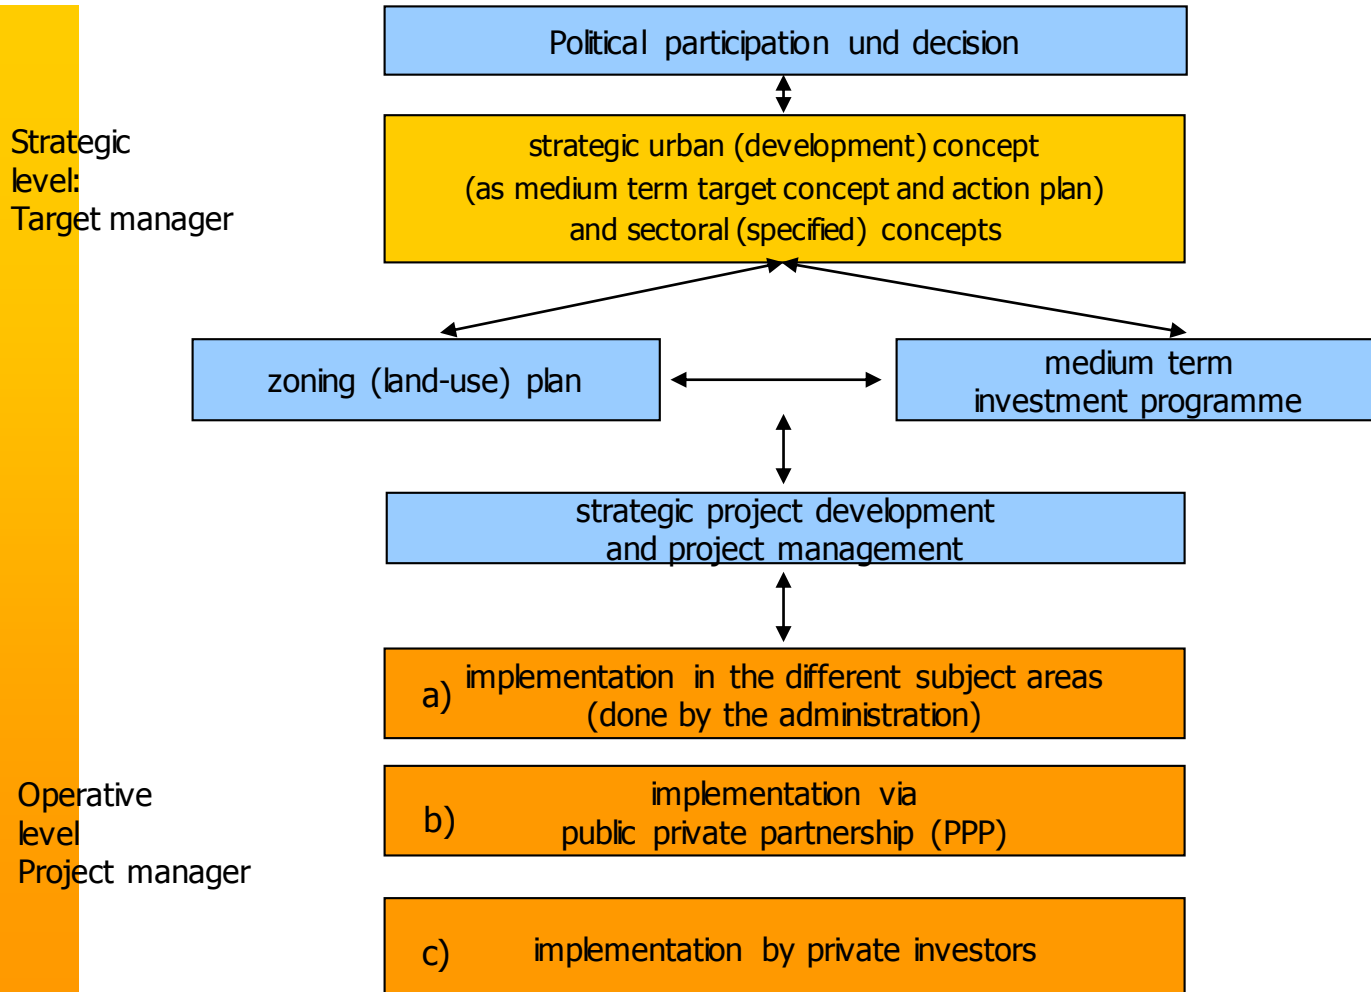 Political participation und decision
Strategic
level:
Target manager
strategic urban (development) concept
(as medium term target concept and action plan)
and sectoral (specified) concepts
zoning (land-use) plan
medium term
investment programme
strategic project development
and project management
a) implementation in the different subject areas
(done by the administration)
Operative
level
Project manager
b) implementation via
public private partnership (PPP)
c) implementation by private investors